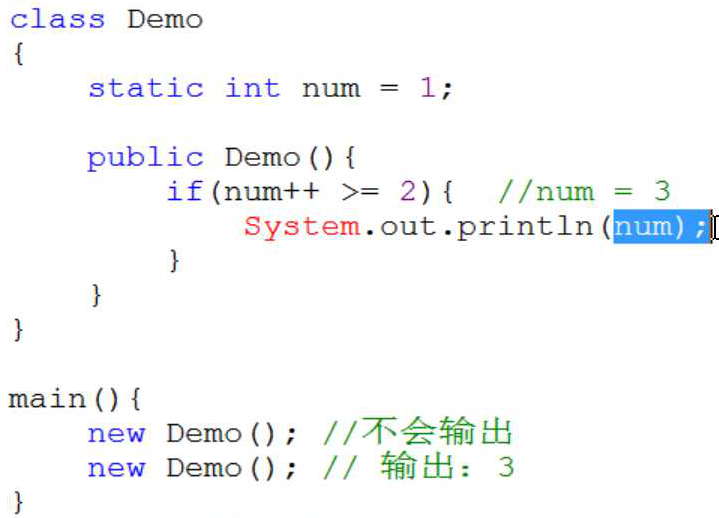 class Demo
{
static int num = 1;
public Demo(){
if(num++ >= 2){ //num = 3
System.out.println(num);
}
}
}
main(){
new Demo(); //不会输出
new Demo(); // 输出：3
}